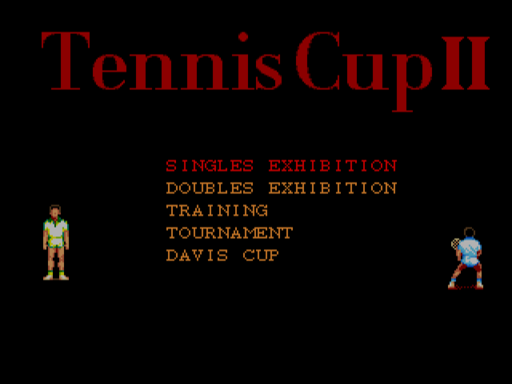 Tennis Cup II
SINGLES EXHIBITION
DOUBLES EXHIBITION
TRAINING
TOURNAMENT
DAVIS CUP